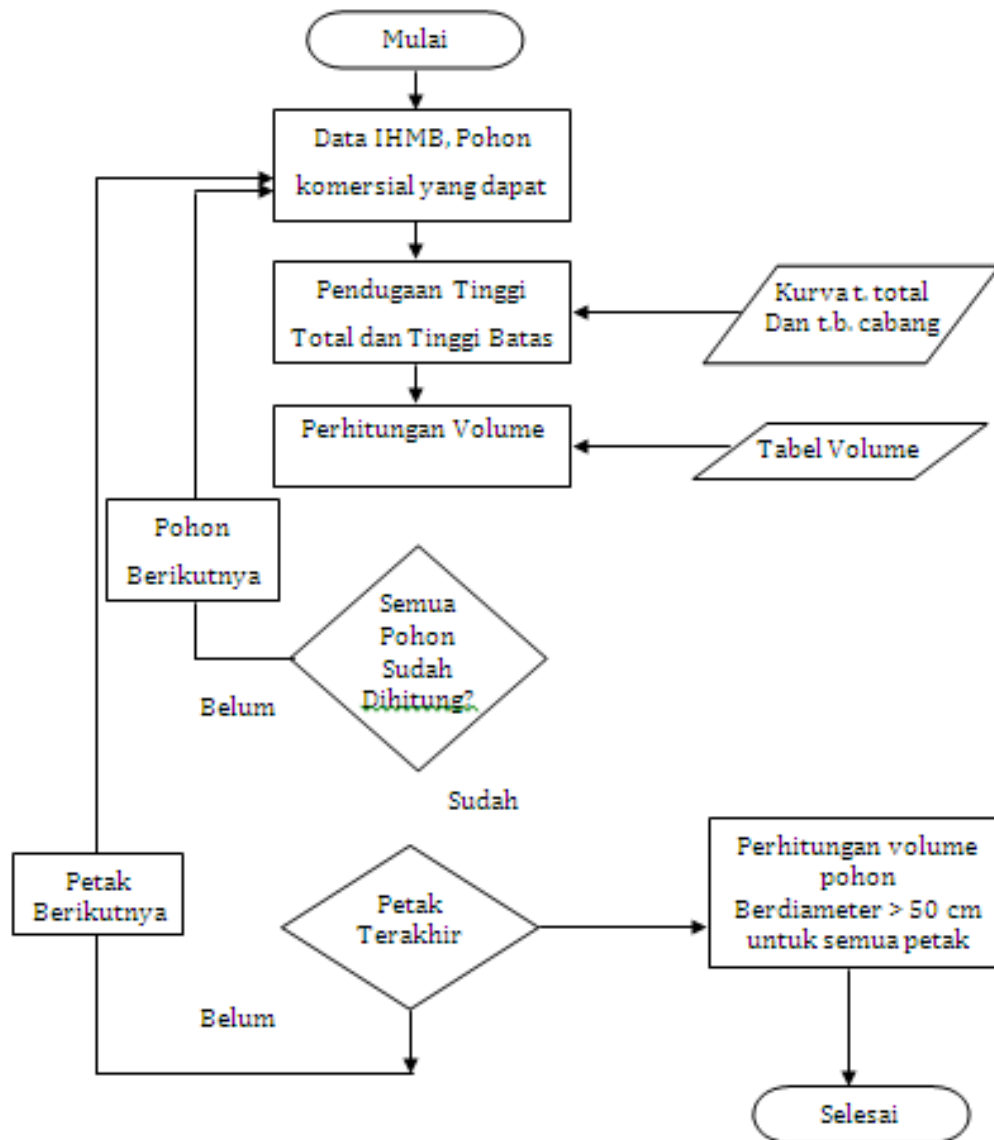 Mulai
Data IHMB, Pohon
komersial yang dapat
Pendugaan Tinggi
Total dan Tinggi Batas
Kurva t. total
Dan t.b. cabang
Perhitungan Volume
Tabel Volume
Pohon
Berikutnya
Semua
Pohon
Sudah
Dihitung?
Belum
Sudah
Petak
Berikutnya
Petak
Terakhir
Perhitungan volume
pohon
Berdiameter > 50 cm
untuk semua petak
Belum
Selesai